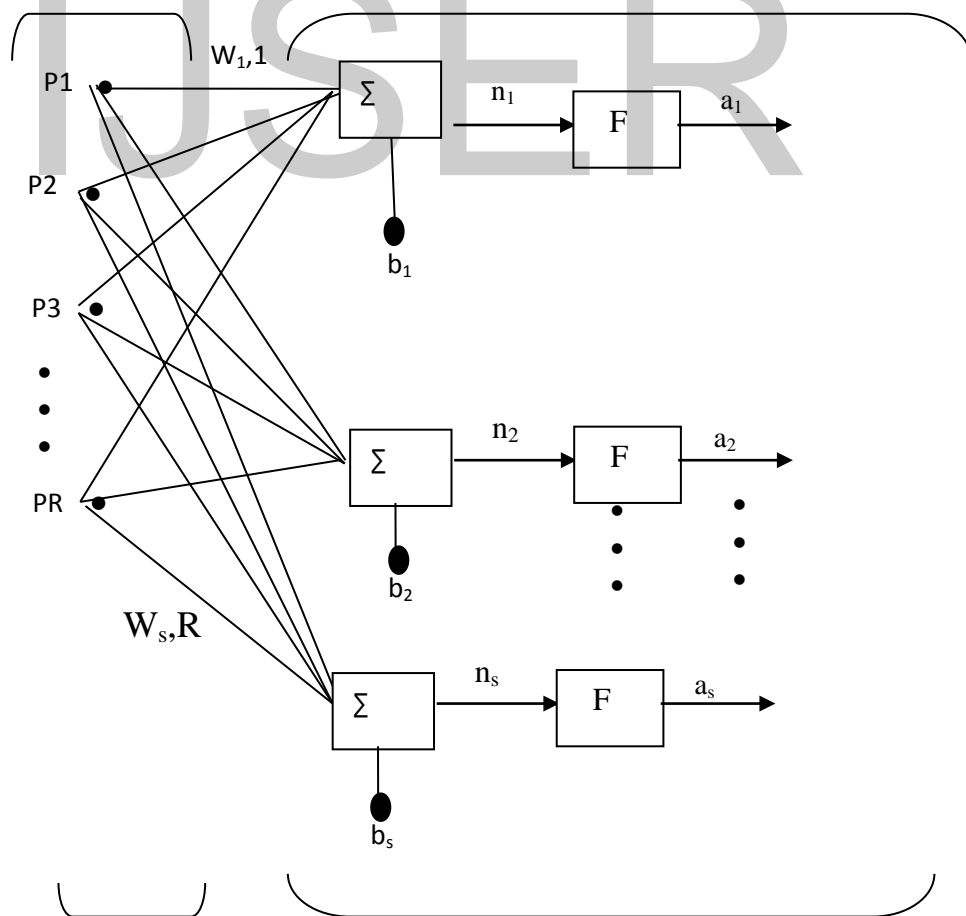 IJSER
W₁,1
P1
Σ
n₁
F
a₁
P2
b₁
P3
Σ
n₂
F
a₂
PR
b₂
Wₛ,R
Σ
nₛ
F
aₛ
bₛ